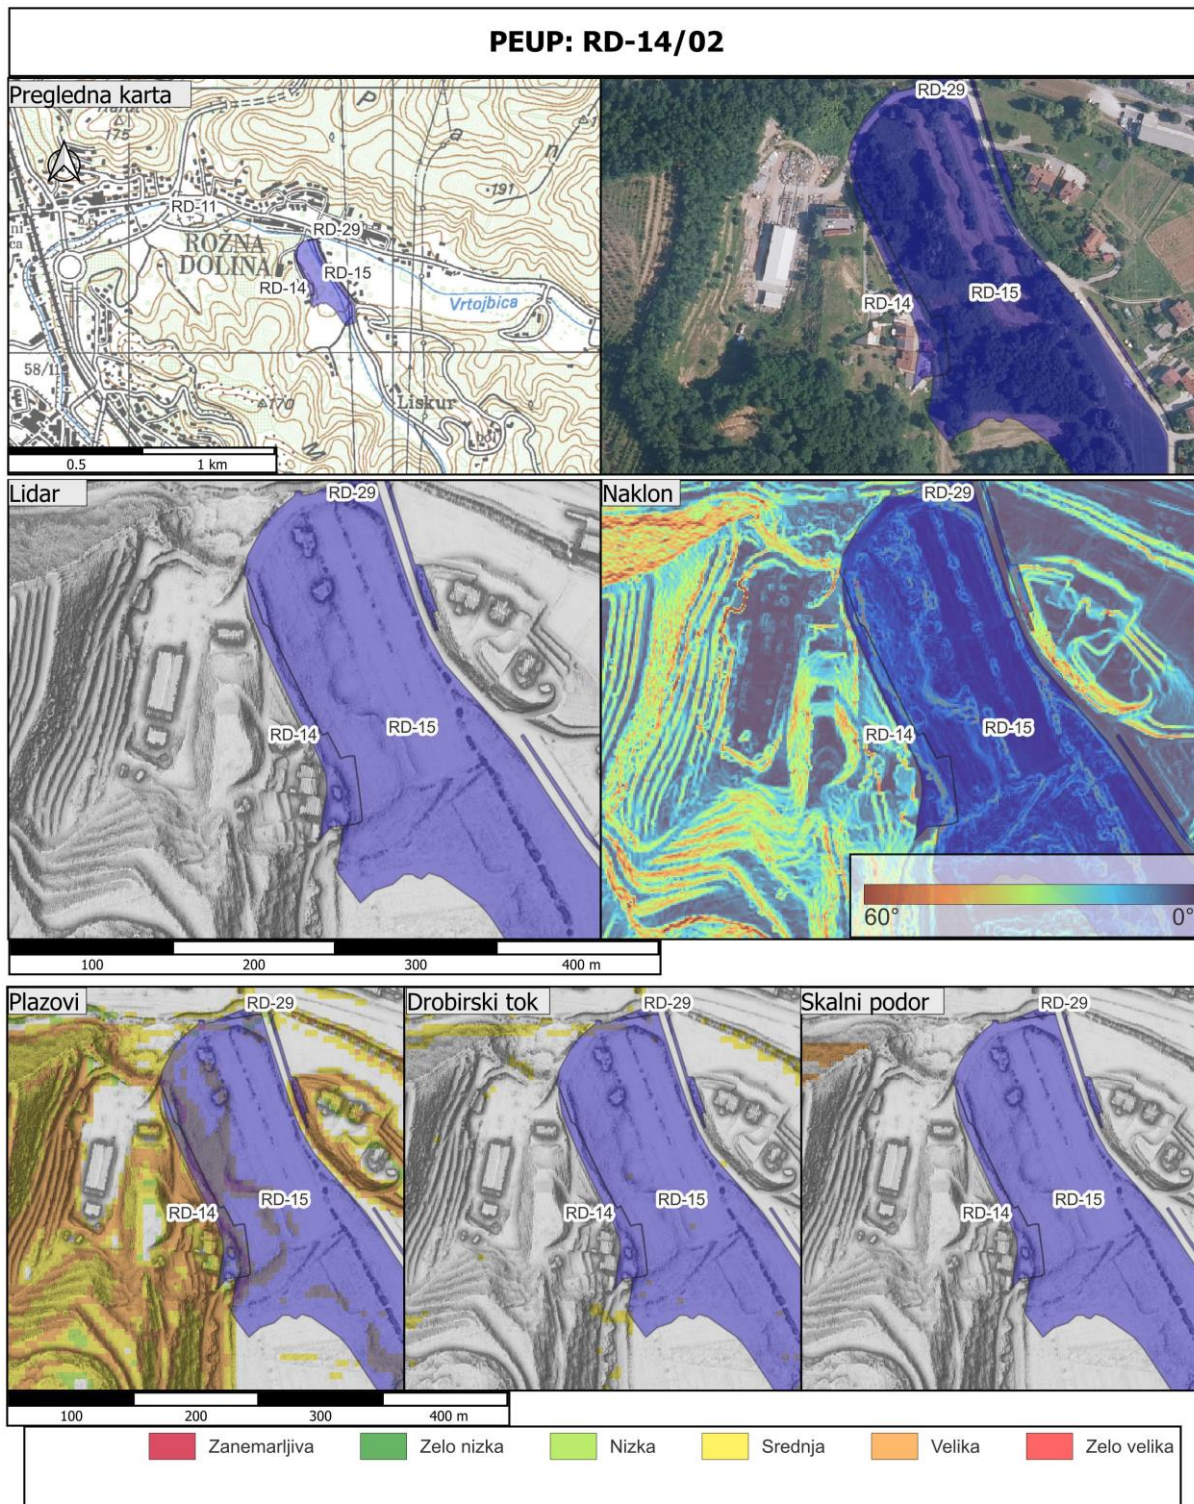 PEUP: RD-14/02
Pregledna karta
175
191
RD-11
RD-29
ROŽNA
DOLINA
RD-15
RD-14
Vrtojbica
58/11
170
Liskur
P
a
n
M
0.5 1 km
RD-29
RD-14
RD-15
Lidar
RD-29
RD-14
RD-15
Naklon
RD-29
RD-14
RD-15
60° 0°
100 200 300 400 m
Plazovi
RD-29
RD-14
RD-15
Drobirski tok
RD-29
RD-14
RD-15
Skalni podor
RD-29
RD-14
RD-15
100 200 300 400 m
Zanemarljiva Zelo nizka Nizka Srednja Velika Zelo velika